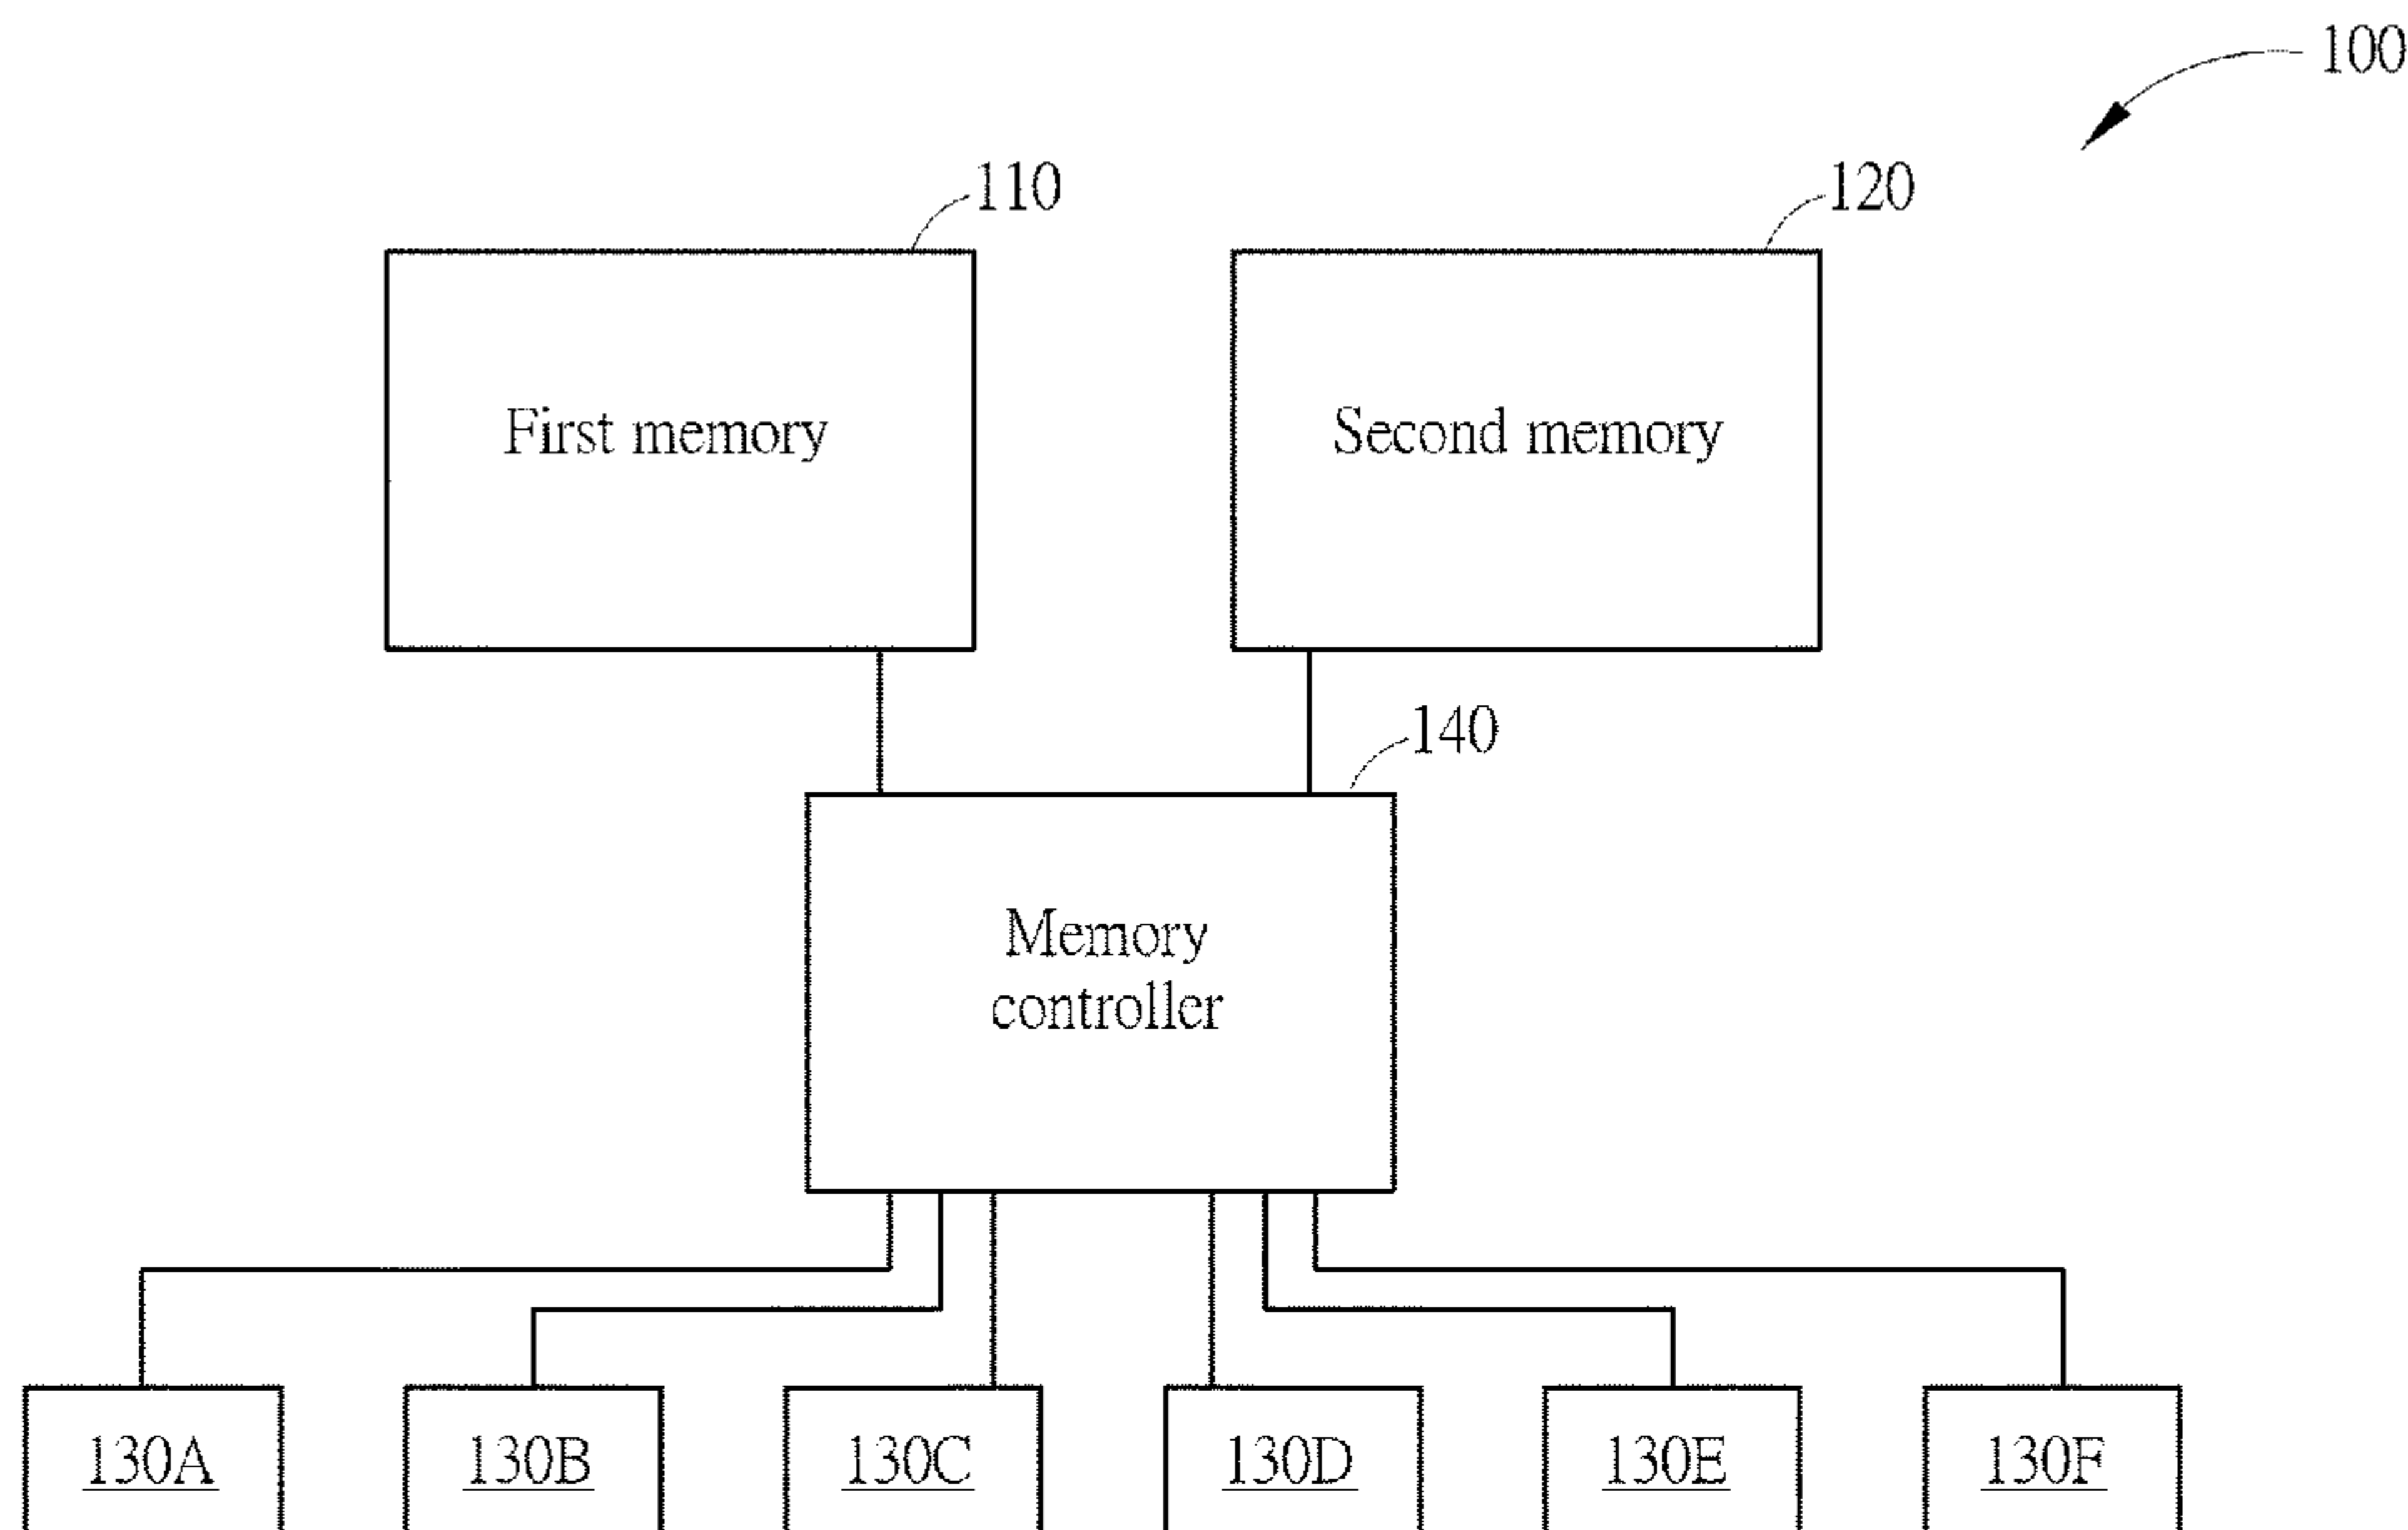 100
110
120
First memory
Second memory
140
Memory
controller
130A
130B
130C
130D
130E
130F